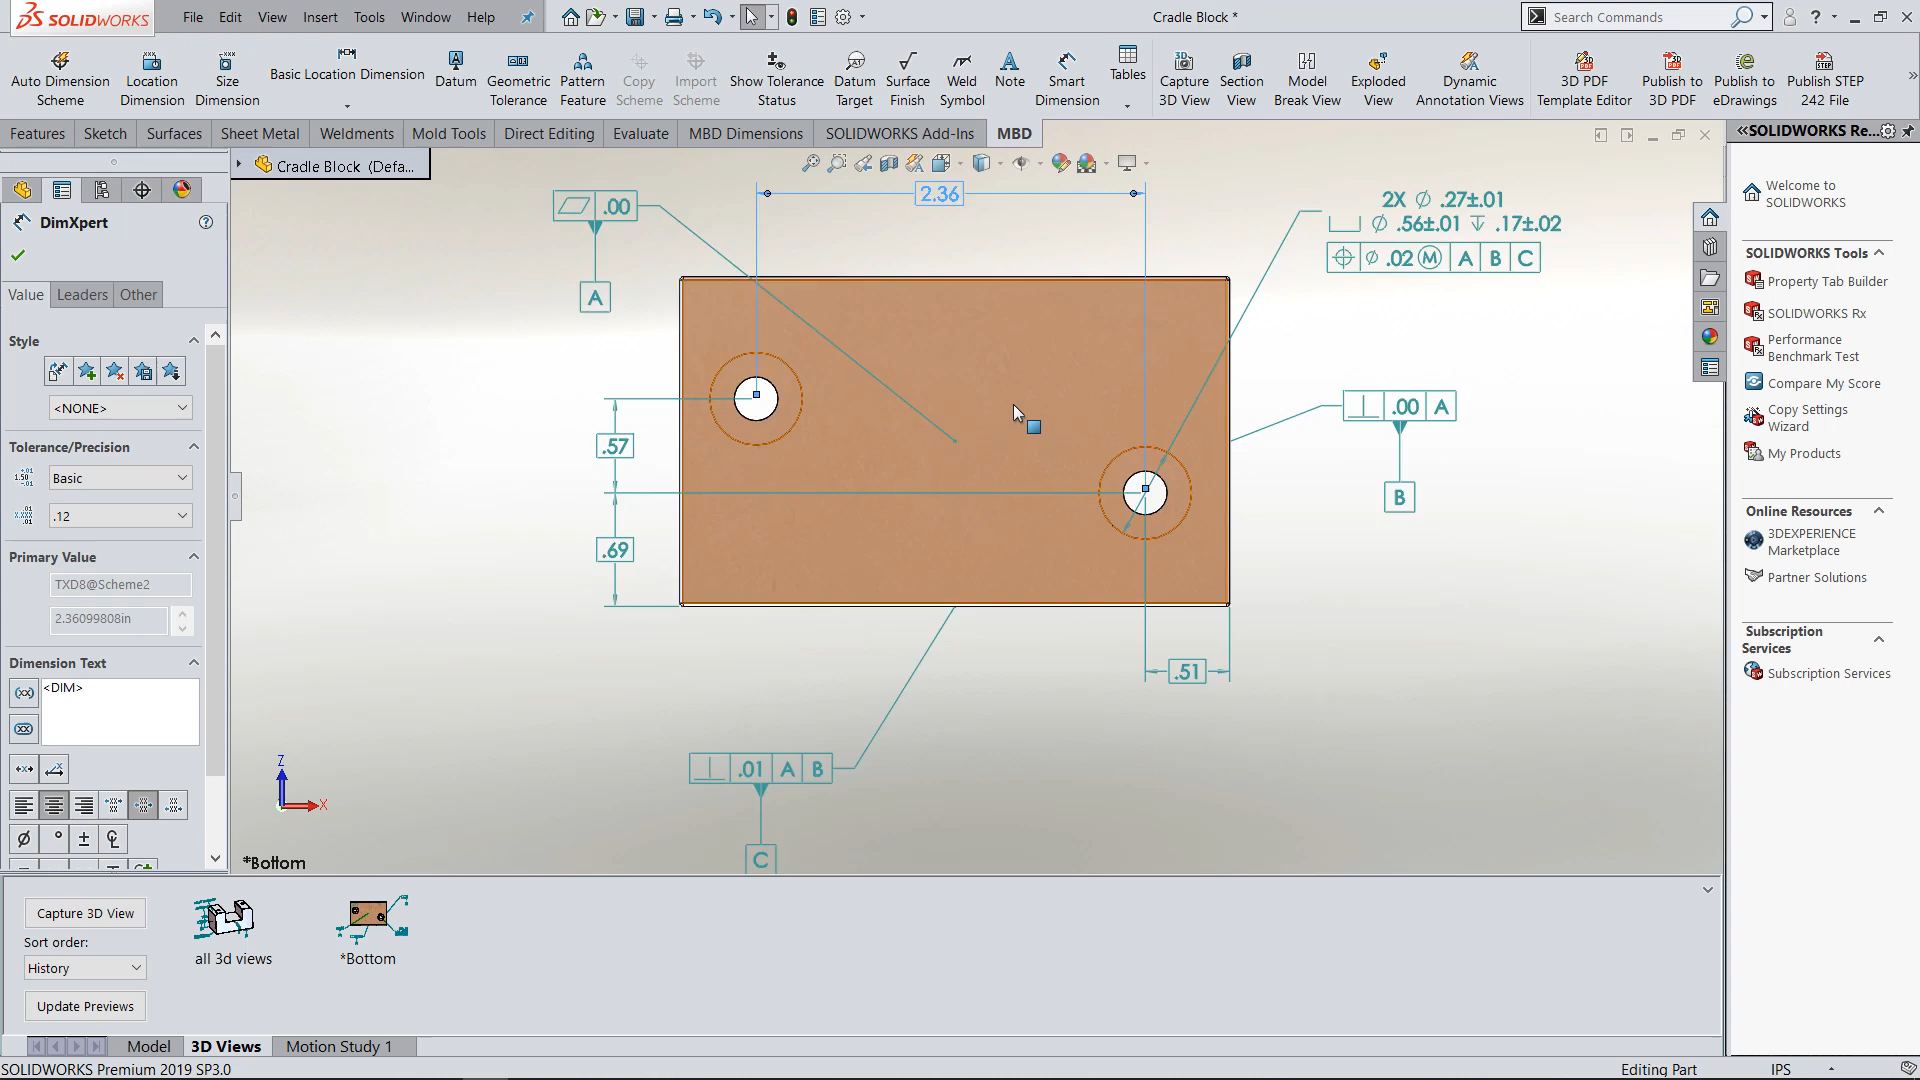 SOLIDWORKS
File Edit View Insert Tools Window Help
Cradle Block *
Search Commands
Auto Dimension Scheme
Location Dimension
Size Dimension
Basic Location Dimension
Datum
Geometric Tolerance
Pattern Feature
Copy Scheme
Import Scheme
Show Tolerance Status
Datum Target
Surface Finish
Weld Symbol
Note
Smart Dimension
Tables
Capture 3D View
Section View
Model Break View
Exploded View
Dynamic Annotation Views
3D PDF Template Editor
Publish to 3D PDF
Publish to eDrawings
Publish STEP 242 File
Features Sketch Surfaces Sheet Metal Weldments Mold Tools Direct Editing Evaluate MBD Dimensions SOLIDWORKS Add-Ins MBD
Cradle Block (Defa...
DimXpert
Value Leaders Other
Style
<NONE>
Tolerance/Precision
Basic
.12
Primary Value
TXD8@Scheme2
2.36099808in
Dimension Text
<DIM>
2.36
.00
A
2X Ø .27±.01
⌴ Ø .56±.01 ↧ .17±.02
⌖ Ø .02 Ⓜ A B C
.57
.69
⊥ .00 A
B
.51
⊥ .01 A B
C
Z
X
*Bottom
SOLIDWORKS Re...
Welcome to
SOLIDWORKS
SOLIDWORKS Tools
Property Tab Builder
SOLIDWORKS Rx
Performance
Benchmark Test
Compare My Score
Copy Settings
Wizard
My Products
Online Resources
3DEXPERIENCE
Marketplace
Partner Solutions
Subscription
Services
Subscription Services
Capture 3D View
Sort order:
History
Update Previews
all 3d views
*Bottom
Model 3D Views Motion Study 1
SOLIDWORKS Premium 2019 SP3.0
Editing Part
IPS